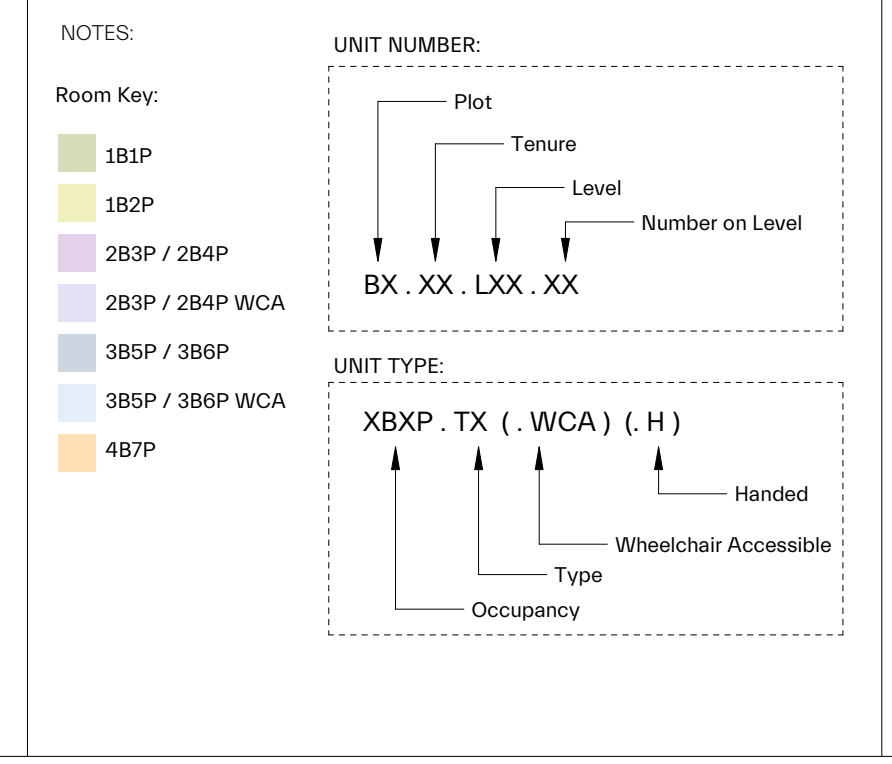 NOTES:
Room Key:
1B1P
1B2P
2B3P / 2B4P
2B3P / 2B4P WCA
3B5P / 3B6P
3B5P / 3B6P WCA
4B7P
UNIT NUMBER:
Plot
Tenure
Level
Number on Level
BX . XX . LXX . XX
UNIT TYPE:
XBXP . TX ( . WCA ) (. H )
Handed
Wheelchair Accessible
Type
Occupancy